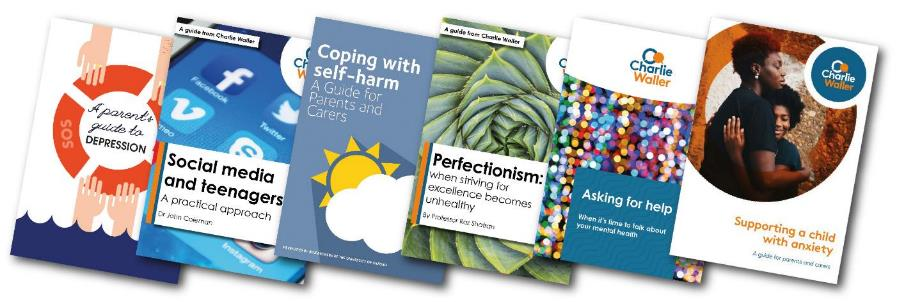 SOS
A parent's
guide to
DEPRESSION
A guide from Charlie Waller
Facebook
Vimeo
Twitter
Social media
and teenagers
A practical approach
Dr John Coleman
Instagram
Coping with
self-harm
A Guide for
Parents and
Carers
A guide from Charlie Waller
Perfectionism:
when striving for
excellence becomes
unhealthy
By Professor Roz Shafran
Charlie
Waller
Asking for help
When it's time to talk about
your mental health
Charlie
Waller
Supporting a child
with anxiety
A guide for parents and carers